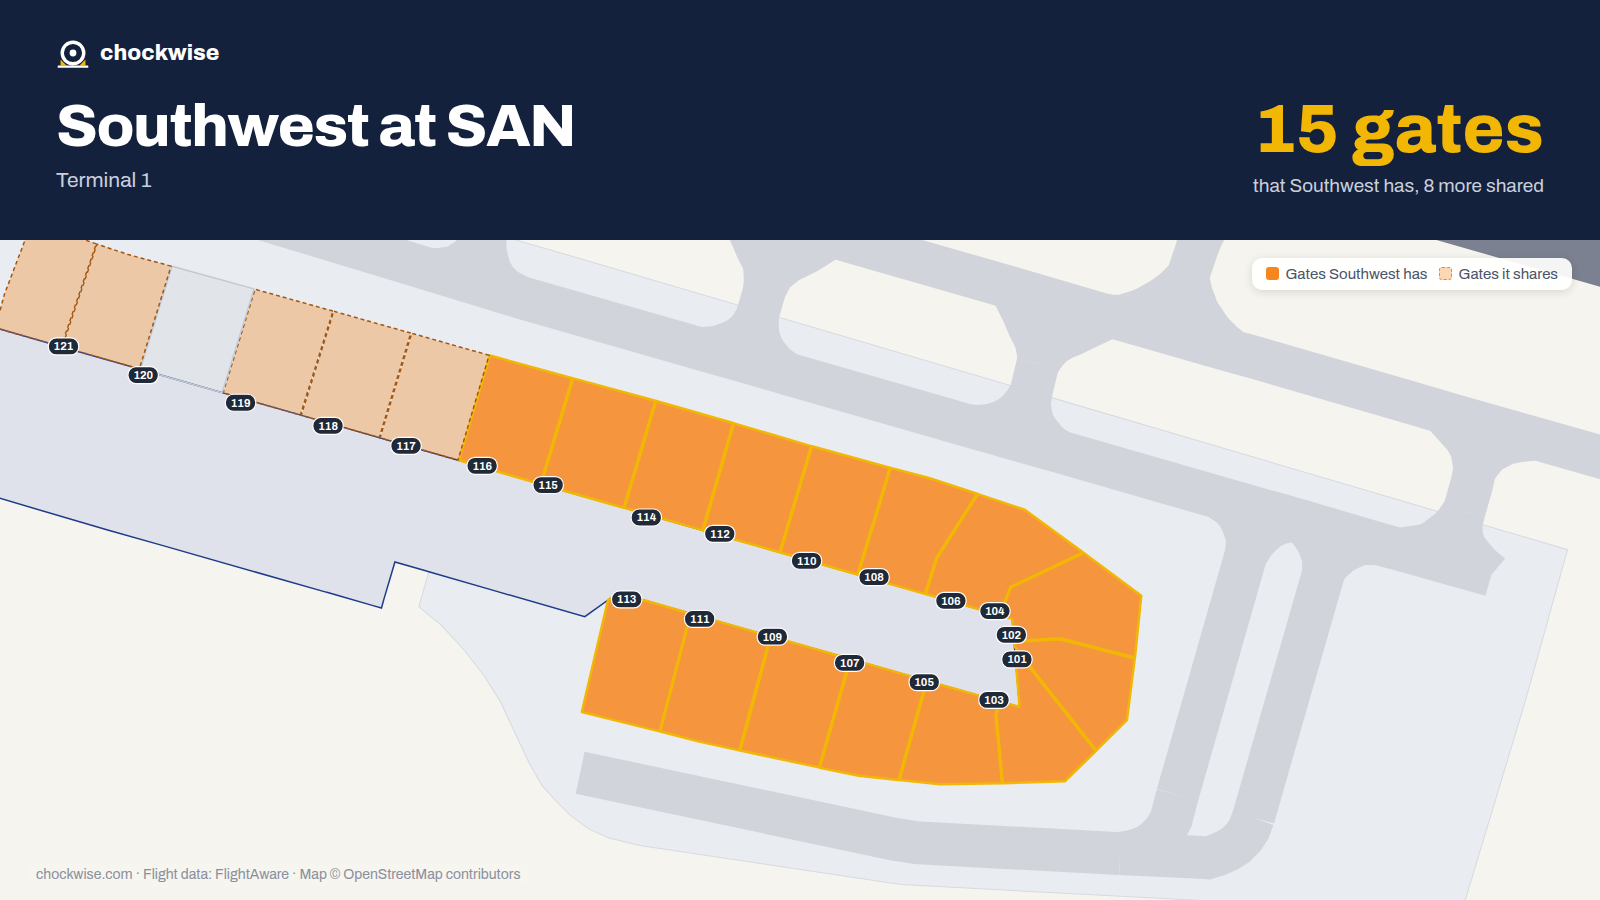 chockwise
Southwest at SAN
Terminal 1
15 gates
that Southwest has, 8 more shared
Gates Southwest has
Gates it shares
121
120
119
118
117
116
115
114
112
110
108
106
104
102
101
113
111
109
107
105
103
chockwise.com · Flight data: FlightAware · Map © OpenStreetMap contributors